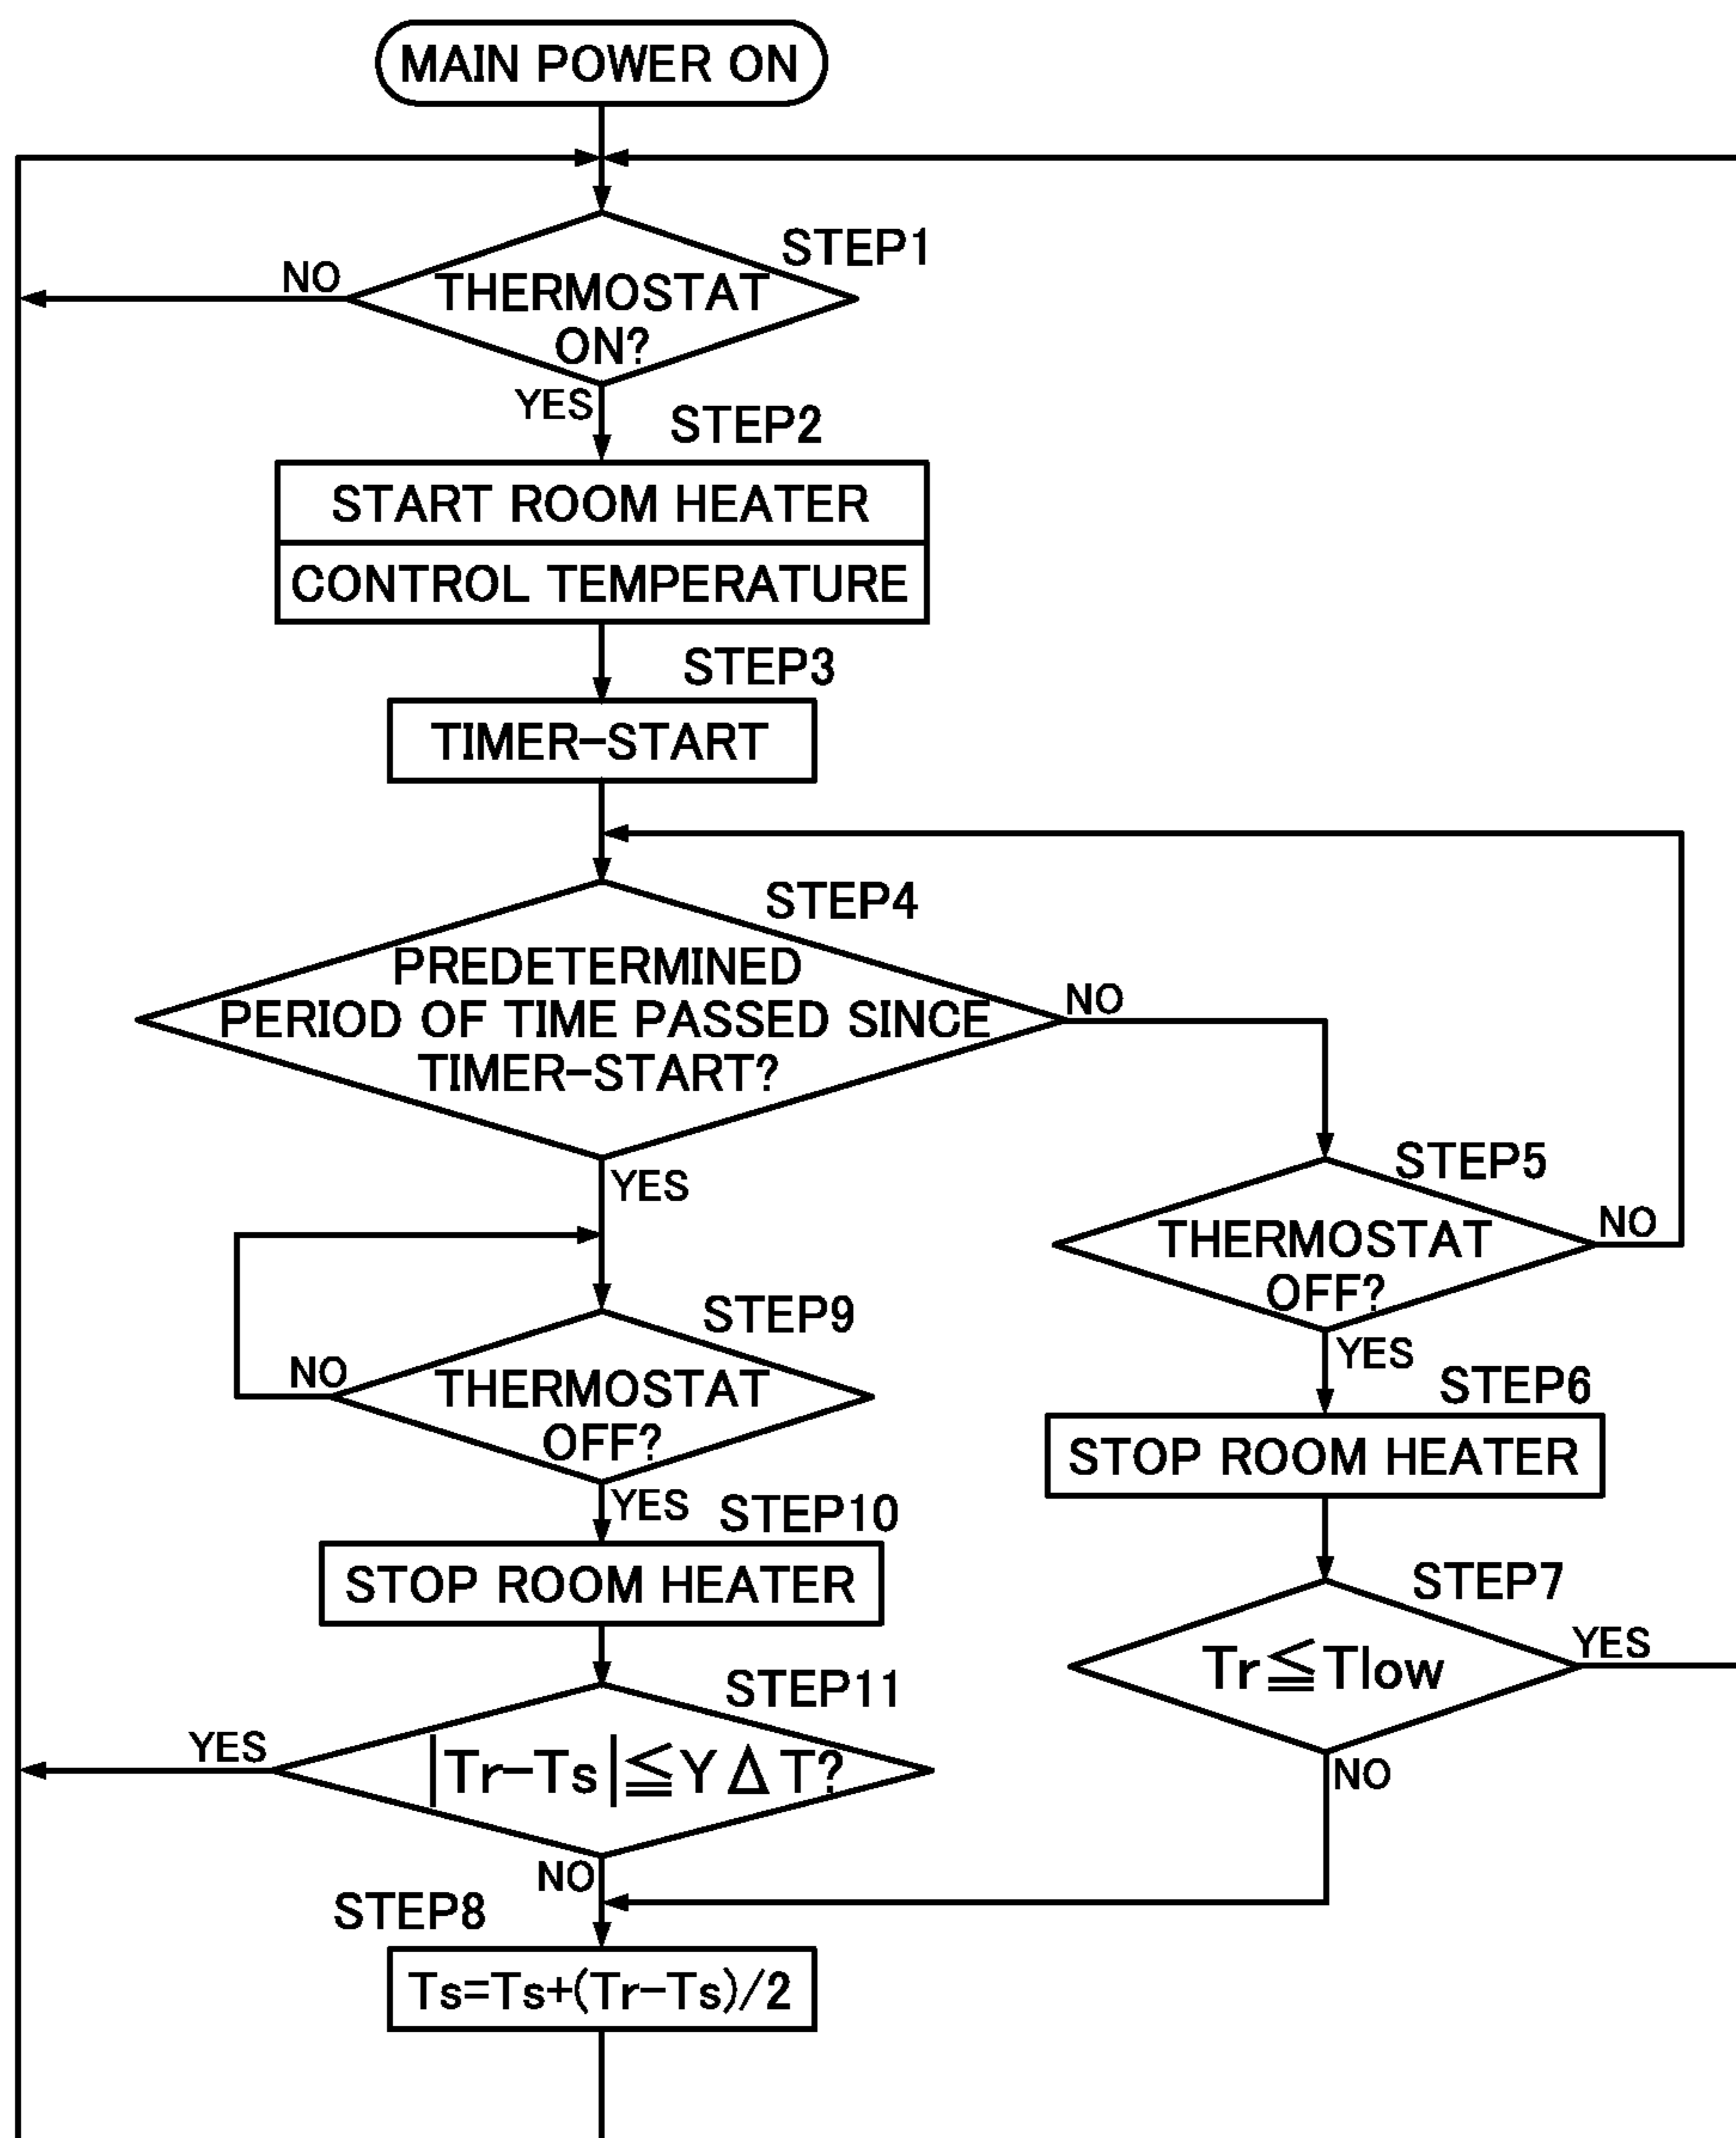 MAIN POWER ON
STEP1
NO
THERMOSTAT
ON?
YES
STEP2
START ROOM HEATER
CONTROL TEMPERATURE
STEP3
TIMER-START
STEP4
PREDETERMINED
PERIOD OF TIME PASSED SINCE
TIMER-START?
NO
YES
STEP5
THERMOSTAT
OFF?
NO
YES
STEP9
THERMOSTAT
OFF?
NO
YES
STEP6
STOP ROOM HEATER
STEP10
STOP ROOM HEATER
STEP7
Tr≦Tlow
YES
NO
STEP11
|Tr-Ts|≦YΔT?
YES
NO
STEP8
Ts=Ts+(Tr-Ts)/2